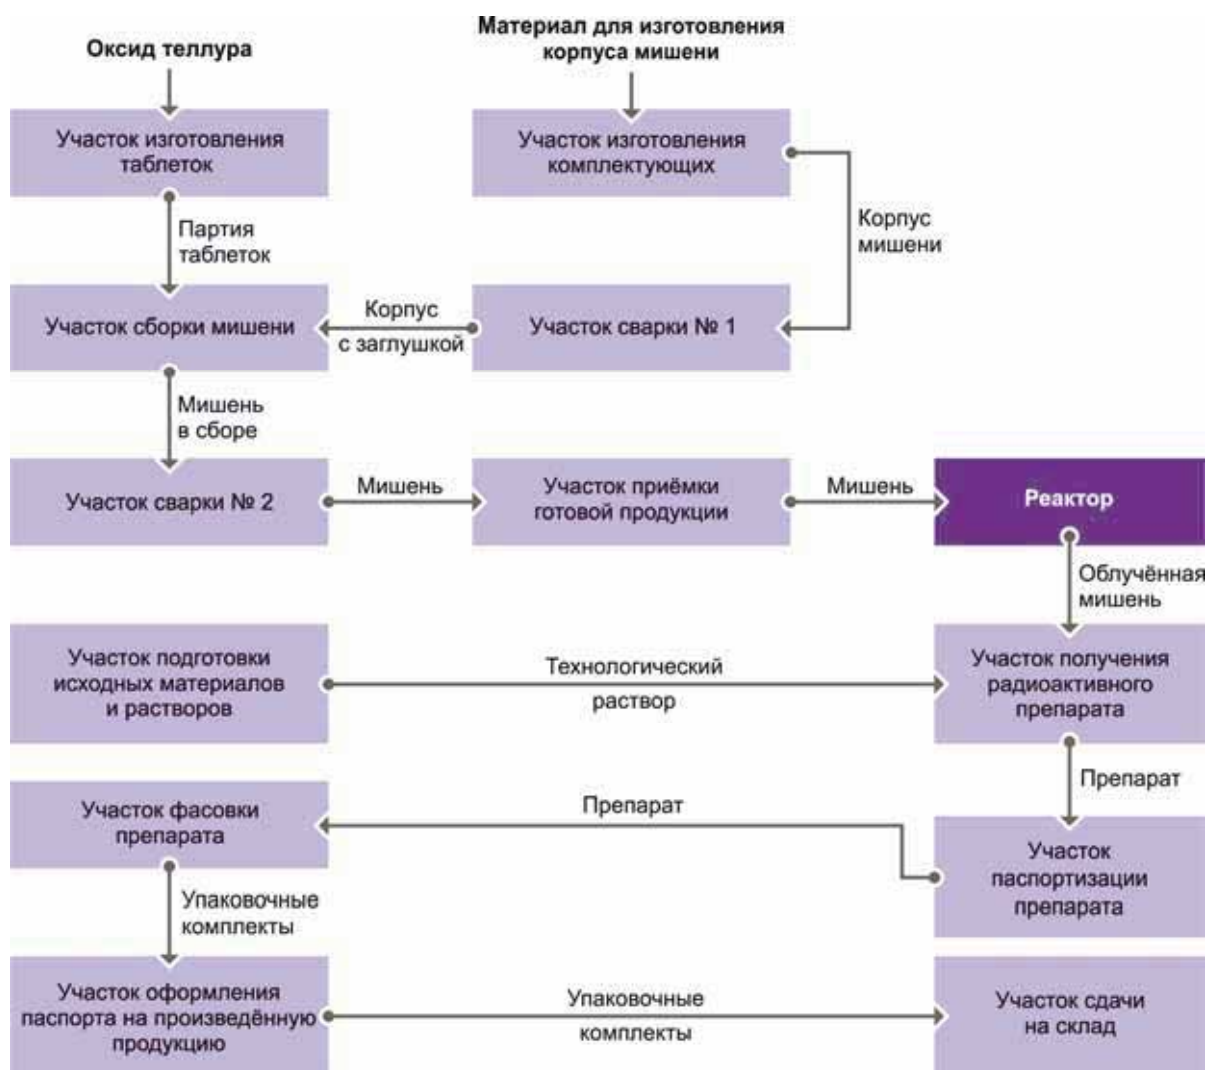 Оксид теллура
Материал для изготовления
корпуса мишени
Участок изготовления
таблеток
Участок изготовления
комплектующих
Партия
таблеток
Корпус
мишени
Участок сборки мишени
Корпус
с заглушкой
Участок сварки № 1
Мишень
в сборе
Участок сварки № 2
Мишень
Участок приёмки
готовой продукции
Мишень
Реактор
Облучённая
мишень
Участок подготовки
исходных материалов
и растворов
Технологический
раствор
Участок получения
радиоактивного
препарата
Препарат
Участок фасовки
препарата
Препарат
Участок
паспортизации
препарата
Упаковочные
комплекты
Участок оформления
паспорта на произведённую
продукцию
Упаковочные
комплекты
Участок сдачи
на склад